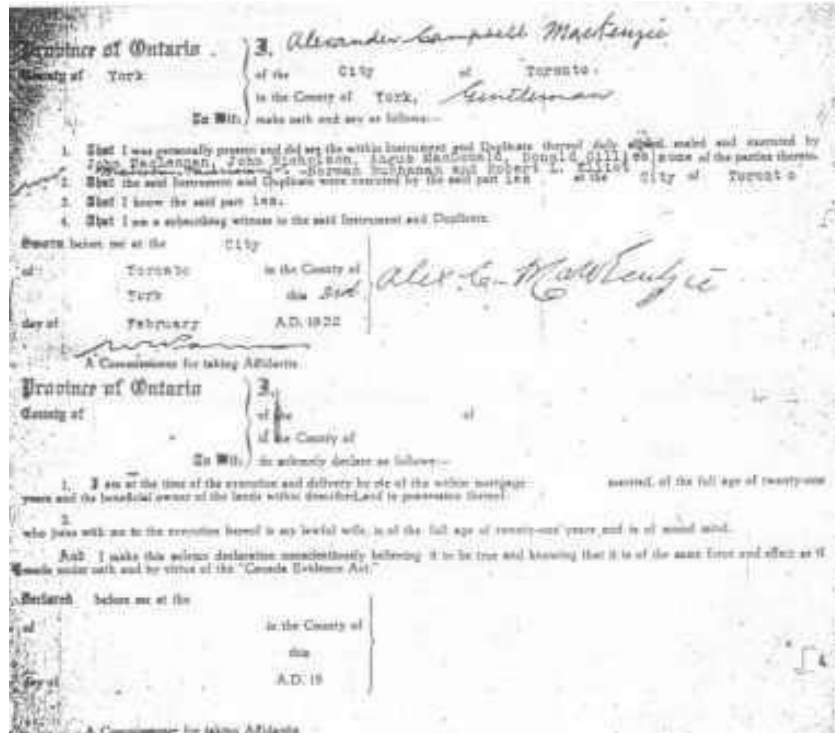 Province of Ontario. I, Alexander Campbell MacKenzie
County of York of the City of Toronto.
in the County of York, Gentleman
To Wit: make oath and say as follows:—
1. That I was personally present and did see the within Instrument and Duplicate thereof duly signed, sealed and executed by
John MacLennan, John Nicholson, Angus MacDonald, Donald Gillies some of the parties thereto.
Norman Buchanan and Robert L. Elliot
2. That the said Instrument and Duplicate were executed by the said part ies at the City of Toronto
3. That I know the said part ies.
4. That I am a subscribing witness to the said Instrument and Duplicate.
Sworn before me at the City
of Toronto in the County of
York this 3rd
Alex. C. MacKenzie
day of February A.D. 1932
A Commissioner for taking Affidavits
Province of Ontario I,
County of of the of
in the County of
To Wit: do solemnly declare as follows:—
1. I am at the time of the execution and delivery by me of the within mortgage married, of the full age of twenty-one
years and the beneficial owner of the lands within described, and in possession thereof.
2.
who joins with me in the execution hereof is my lawful wife, is of the full age of twenty-one years and is of sound mind.
And I make this solemn declaration conscientiously believing it to be true and knowing that it is of the same force and effect as if
made under oath and by virtue of the "Canada Evidence Act."
Declared before me at the
of in the County of
this
day of A.D. 19
A Commissioner for taking Affidavits